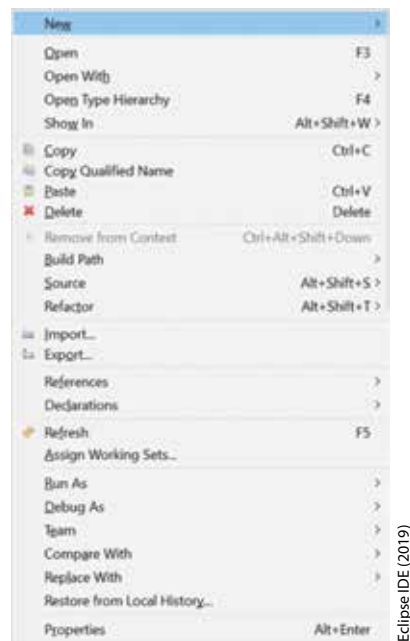 New >
Open F3
Open With >
Open Type Hierarchy F4
Show In Alt+Shift+W >
Copy Ctrl+C
Copy Qualified Name
Paste Ctrl+V
Delete Delete
Remove from Context Ctrl+Alt+Shift+Down
Build Path >
Source Alt+Shift+S >
Refactor Alt+Shift+T >
Import...
Export...
References >
Declarations >
Refresh F5
Assign Working Sets...
Run As >
Debug As >
Team >
Compare With >
Replace With >
Restore from Local History...
Properties Alt+Enter
Eclipse IDE (2019)